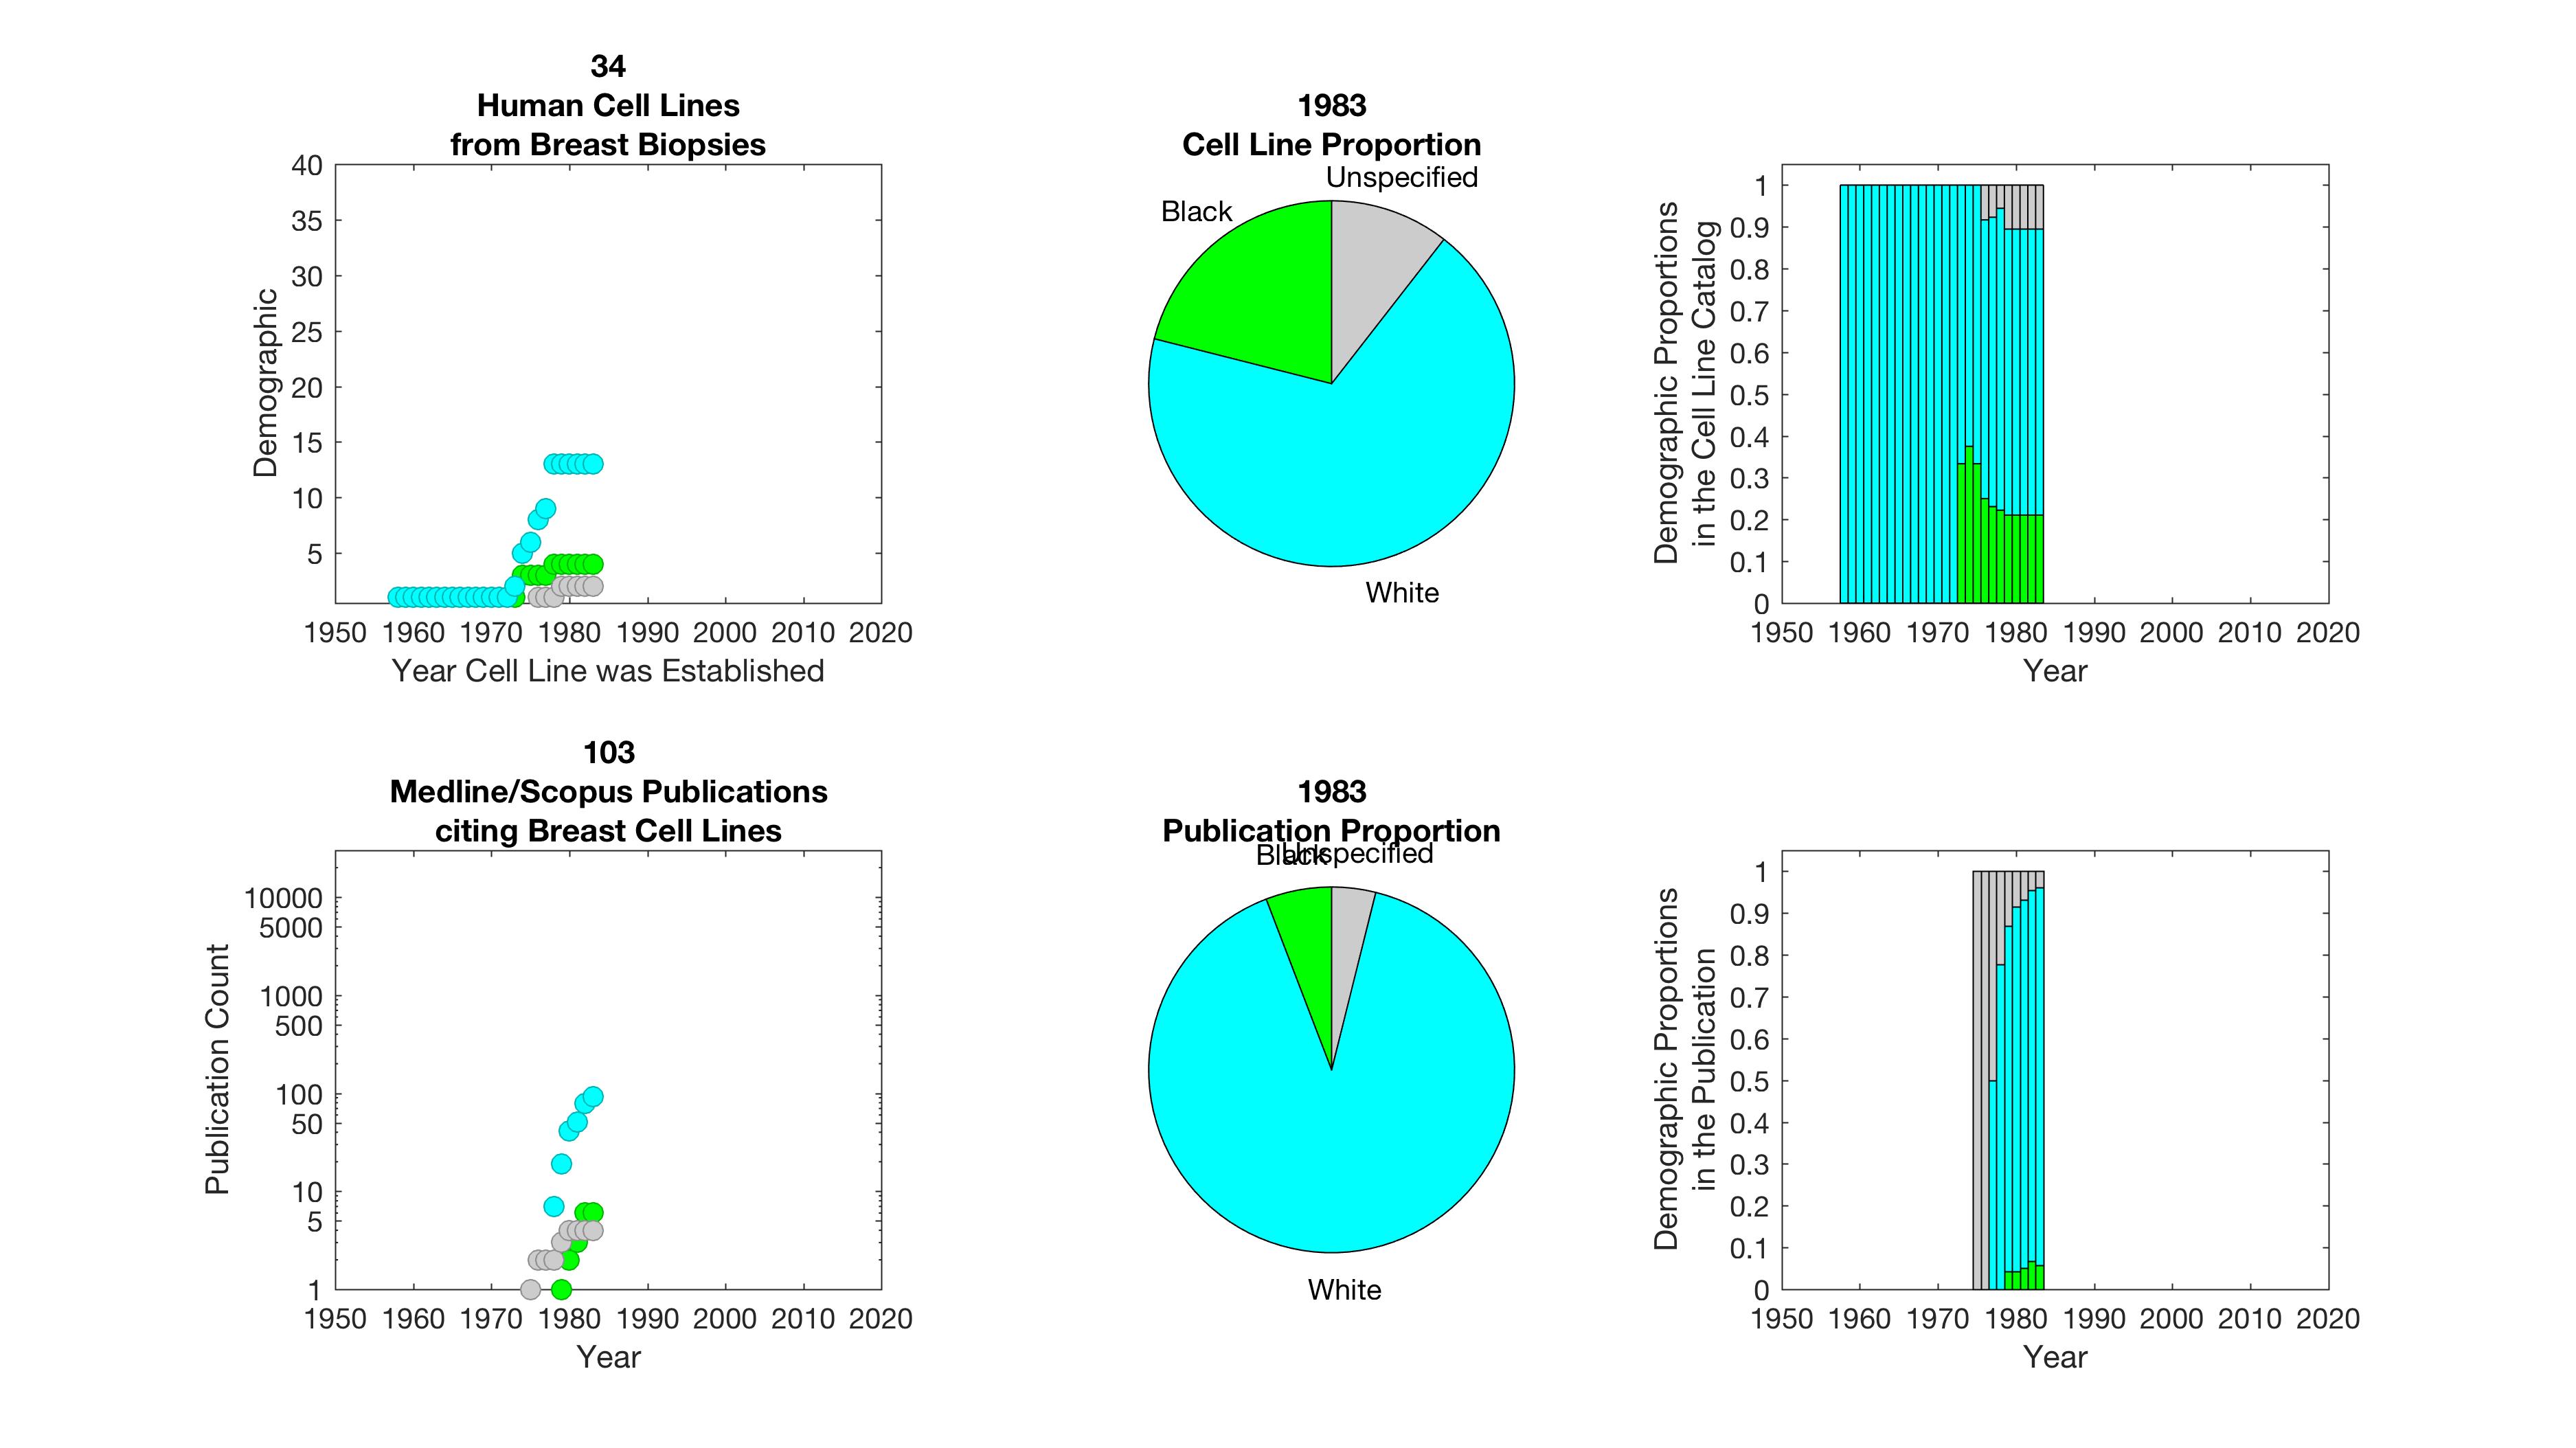 34
Human Cell Lines
from Breast Biopsies
40
35
30
25
20
15
10
5
Demographic
1950 1960 1970 1980 1990 2000 2010 2020
Year Cell Line was Established
1983
Cell Line Proportion
Unspecified
Black
White
Demographic Proportions
in the Cell Line Catalog
1
0.9
0.8
0.7
0.6
0.5
0.4
0.3
0.2
0.1
0
1950 1960 1970 1980 1990 2000 2010 2020
Year
103
Medline/Scopus Publications
citing Breast Cell Lines
10000
5000
1000
500
100
50
10
5
1
Publication Count
1950 1960 1970 1980 1990 2000 2010 2020
Year
1983
Publication Proportion
Black
Unspecified
White
Demographic Proportions
in the Publication
1
0.9
0.8
0.7
0.6
0.5
0.4
0.3
0.2
0.1
0
1950 1960 1970 1980 1990 2000 2010 2020
Year